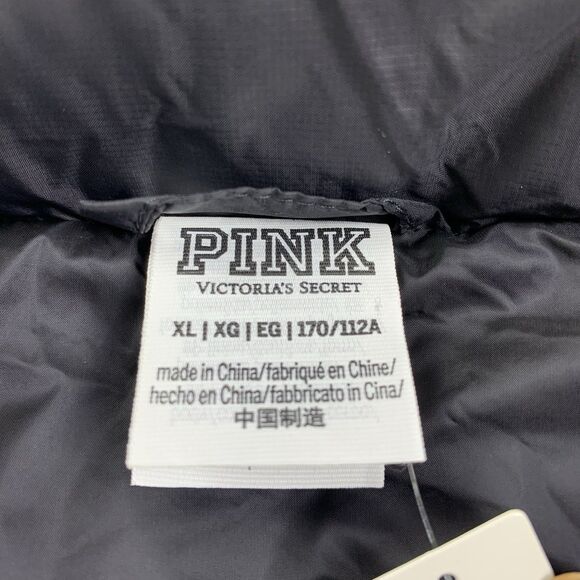 PINK
VICTORIA'S SECRET
XL | XG | EG | 170/112A
made in China/fabriqué en Chine/
hecho en China/fabbricato in Cina/
中国制造